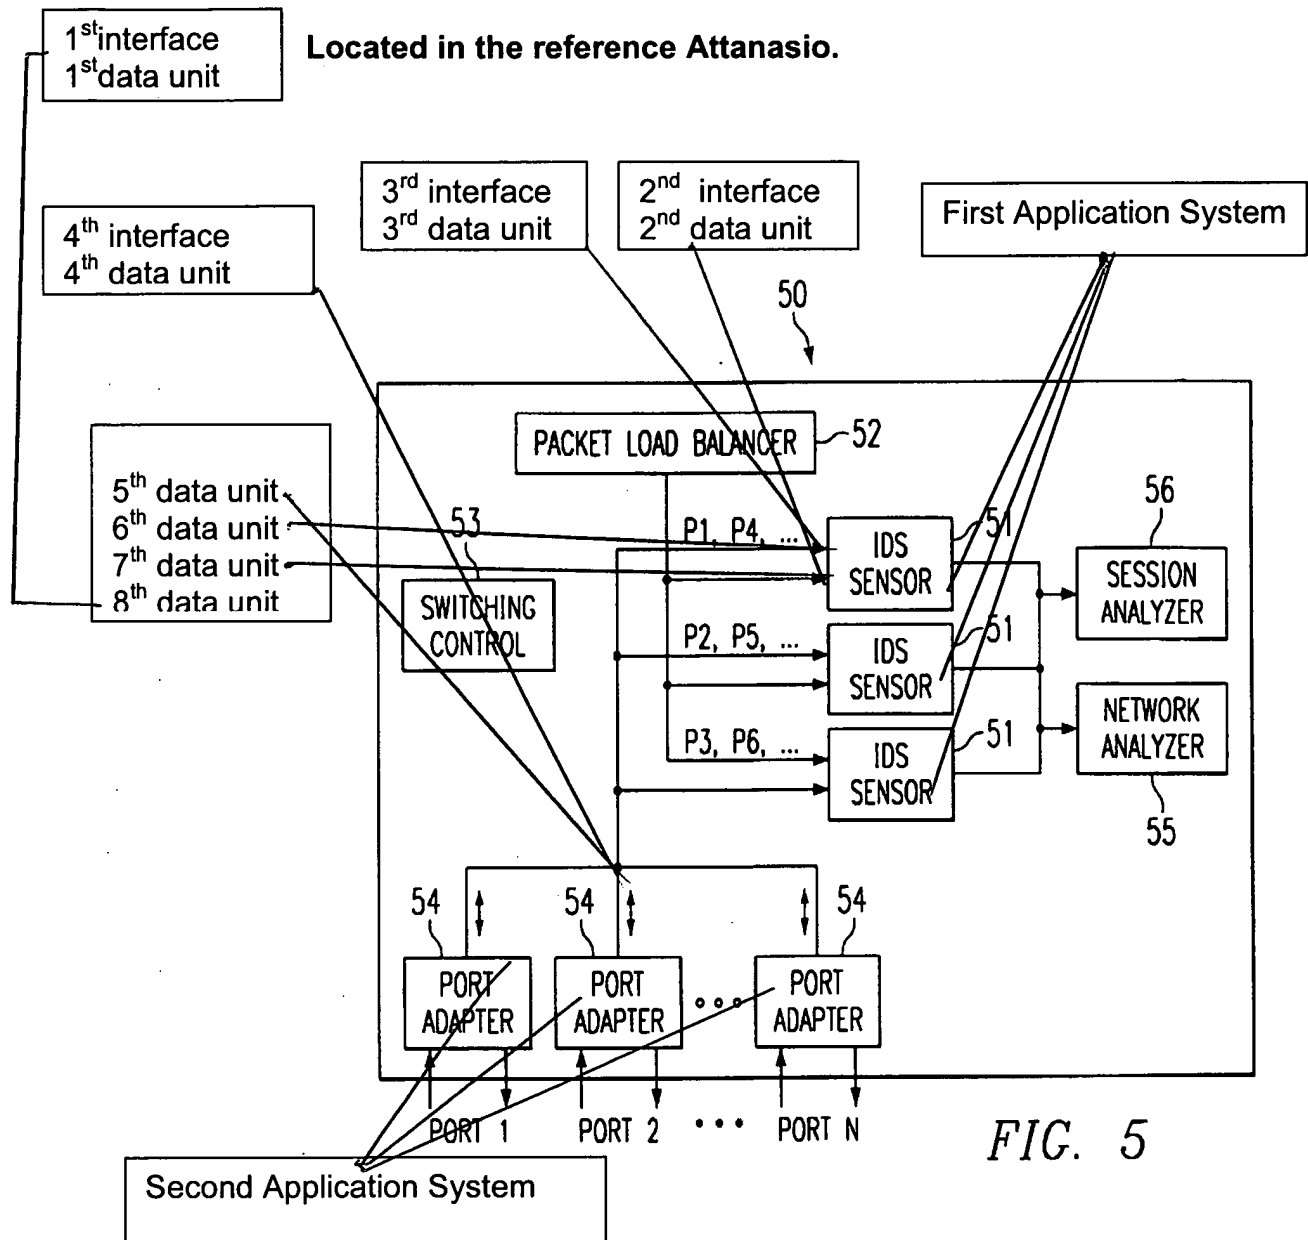 1st interface
1st data unit
Located in the reference Attanasio.
3rd interface
3rd data unit
2nd interface
2nd data unit
First Application System
4th interface
4th data unit
50
PACKET LOAD BALANCER
52
5th data unit
6th data unit
7th data unit
8th data unit
53
SWITCHING
CONTROL
P1, P4, ...
IDS
SENSOR
51
56
SESSION
ANALYZER
P2, P5, ...
IDS
SENSOR
51
P3, P6, ...
IDS
SENSOR
51
NETWORK
ANALYZER
55
54
54
54
PORT
ADAPTER
PORT
ADAPTER
PORT
ADAPTER
PORT 1
PORT 2
PORT N
FIG. 5
Second Application System